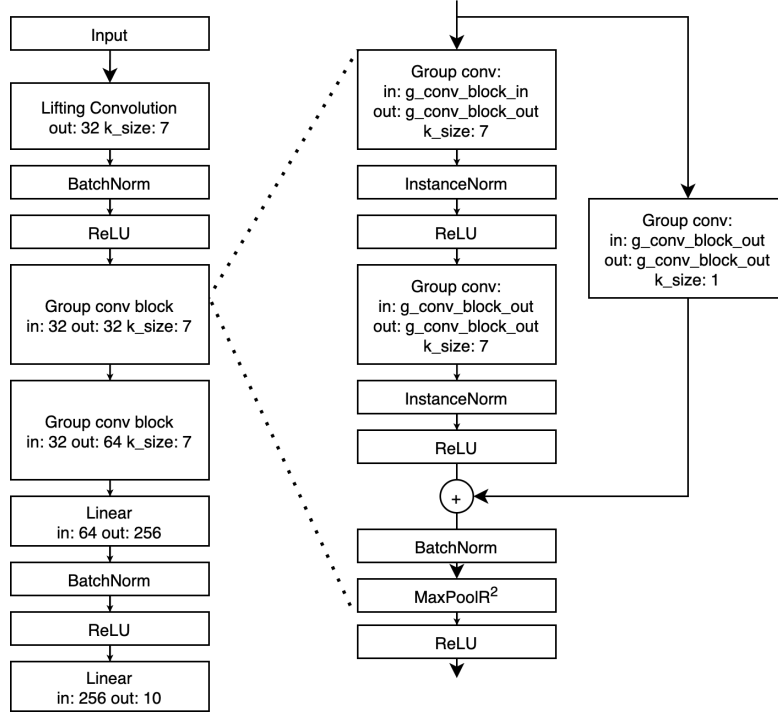 Input
Lifting Convolution
out: 32 k_size: 7
BatchNorm
ReLU
Group conv block
in: 32 out: 32 k_size: 7
Group conv block
in: 32 out: 64 k_size: 7
Linear
in: 64 out: 256
BatchNorm
ReLU
Linear
in: 256 out: 10
Group conv:
in: g_conv_block_in
out: g_conv_block_out
k_size: 7
InstanceNorm
ReLU
Group conv:
in: g_conv_block_out
out: g_conv_block_out
k_size: 7
InstanceNorm
ReLU
+
BatchNorm
MaxPoolR²
ReLU
Group conv:
in: g_conv_block_out
out: g_conv_block_out
k_size: 1